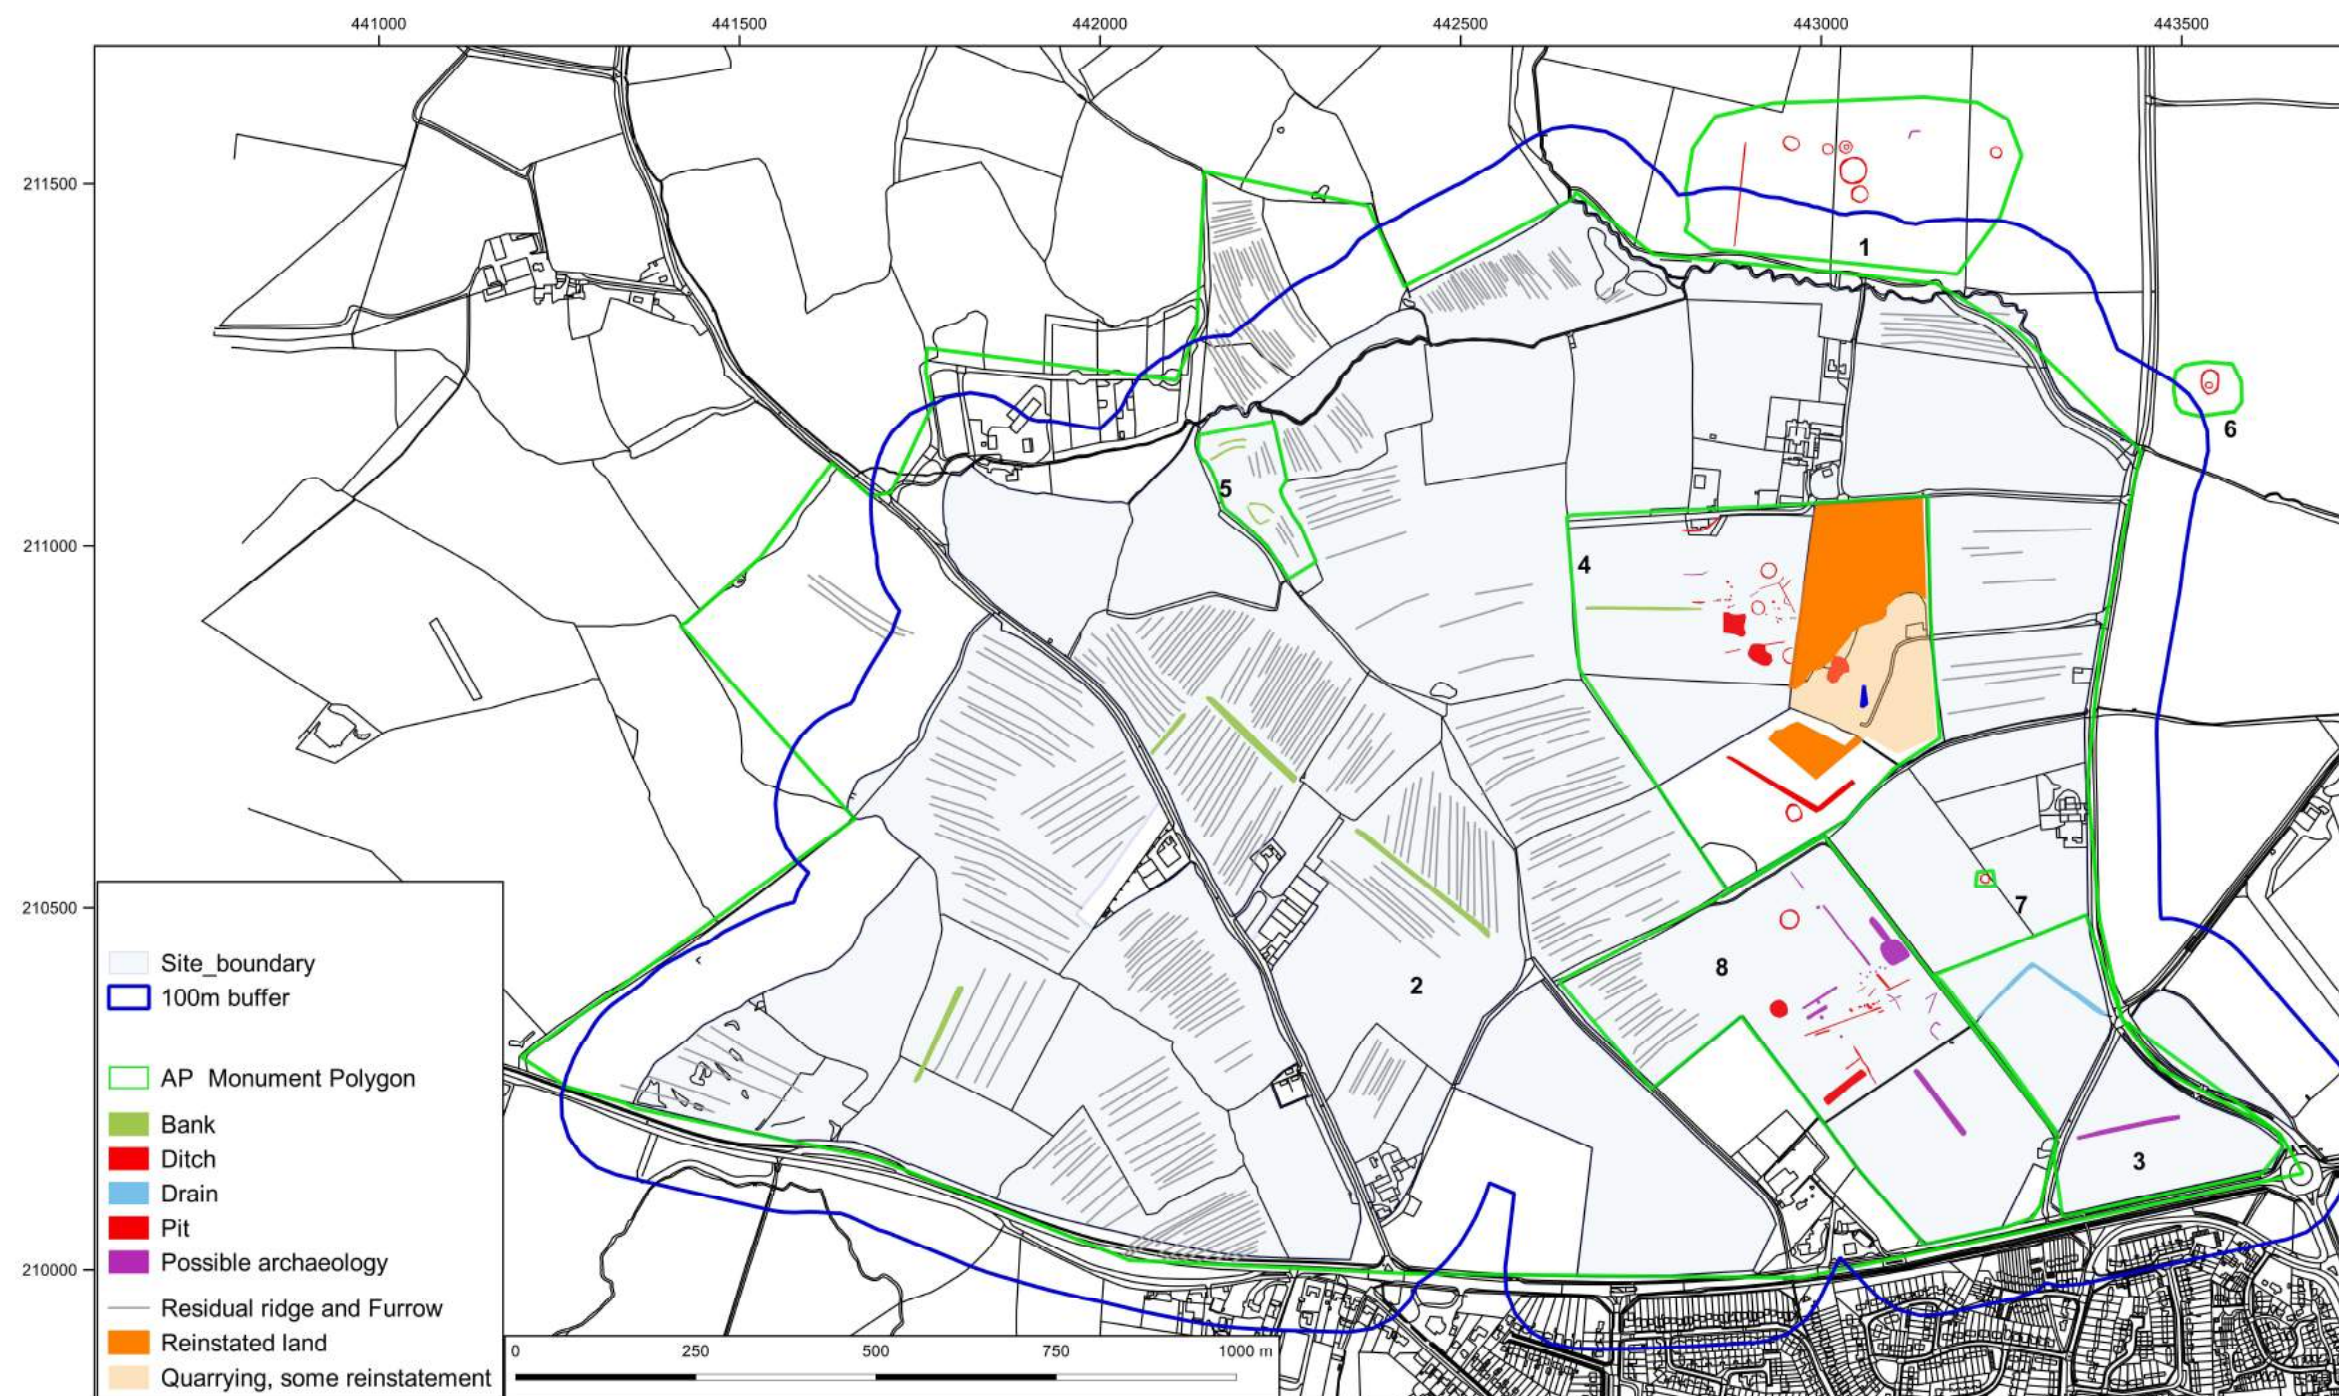 441000 441500 442000 442500 443000 443500
211500
211000
210500
210000
1
6
5
4
7
8
2
3
Site_boundary
100m buffer
AP Monument Polygon
Bank
Ditch
Drain
Pit
Possible archaeology
Residual ridge and Furrow
Reinstated land
Quarrying, some reinstatement
0 250 500 750 1000 m